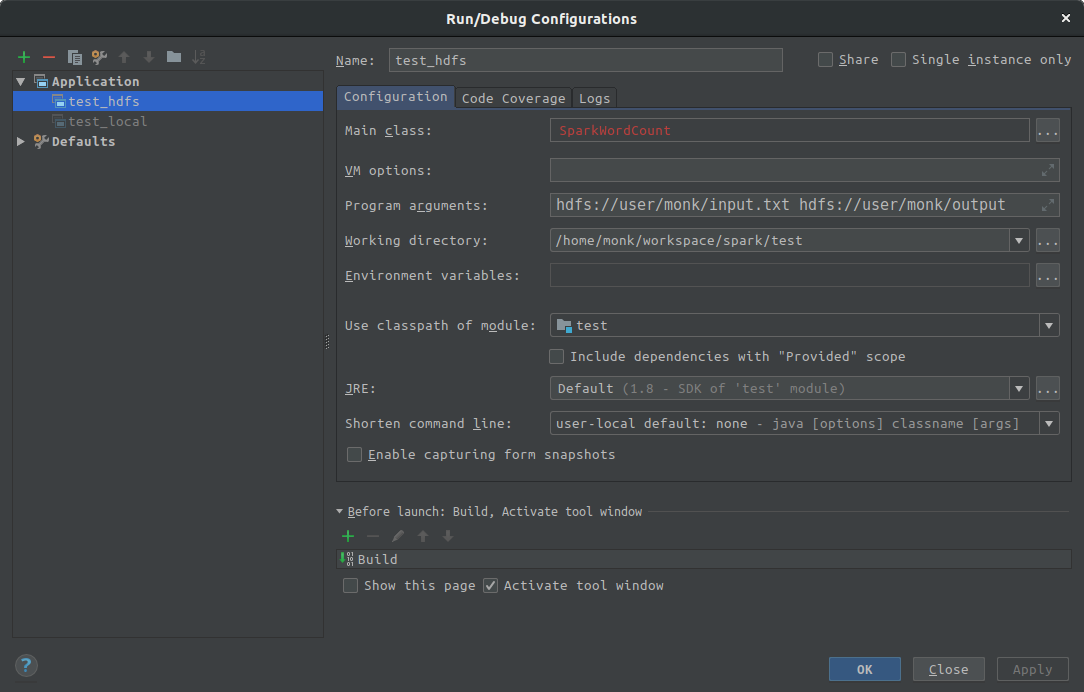 Run/Debug Configurations
Name: test_hdfs Share Single instance only
Application
test_hdfs
test_local
Defaults
Configuration Code Coverage Logs
Main class: SparkWordCount ...
VM options:
Program arguments: hdfs://user/monk/input.txt hdfs://user/monk/output
Working directory: /home/monk/workspace/spark/test ...
Environment variables: ...
Use classpath of module: test
Include dependencies with "Provided" scope
JRE: Default (1.8 - SDK of 'test' module) ...
Shorten command line: user-local default: none - java [options] classname [args]
Enable capturing form snapshots
Before launch: Build, Activate tool window
Build
Show this page Activate tool window
? OK Close Apply